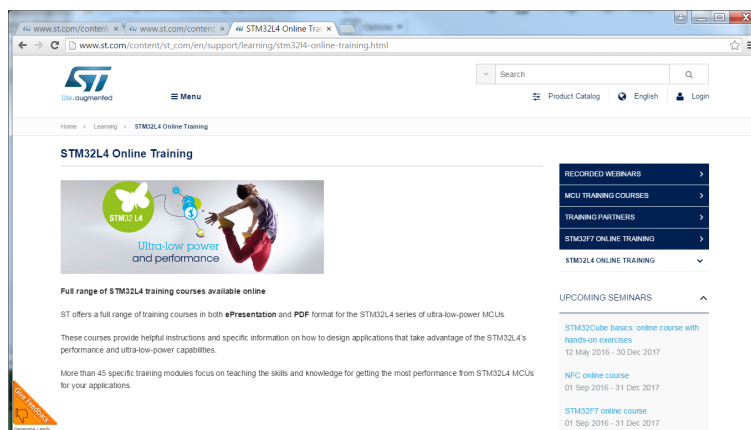 www.st.com/content
www.st.com/content
STM32L4 Online Trai
www.st.com/content/st_com/en/support/learning/stm32l4-online-training.html
ST
life.augmented
Menu
Search
Product Catalog
English
Login
Home
Learning
STM32L4 Online Training
STM32L4 Online Training
STM32 L4
Ultra-low power
and performance
Full range of STM32L4 training courses available online
ST offers a full range of training courses in both ePresentation and PDF format for the STM32L4 series of ultra-low-power MCUs.
These courses provide helpful instructions and specific information on how to design applications that take advantage of the STM32L4's
performance and ultra-low-power capabilities.
More than 45 specific training modules focus on teaching the skills and knowledge for getting the most performance from STM32L4 MCUs
for your applications.
RECORDED WEBINARS
MCU TRAINING COURSES
TRAINING PARTNERS
STM32F7 ONLINE TRAINING
STM32L4 ONLINE TRAINING
UPCOMING SEMINARS
STM32Cube basics: online course with
hands-on exercises
12 May 2016 - 30 Dec 2017
NFC online course
01 Sep 2016 - 31 Dec 2017
STM32F7 online course
01 Sep 2016 - 31 Dec 2017
Give Feedback
Generate Leads